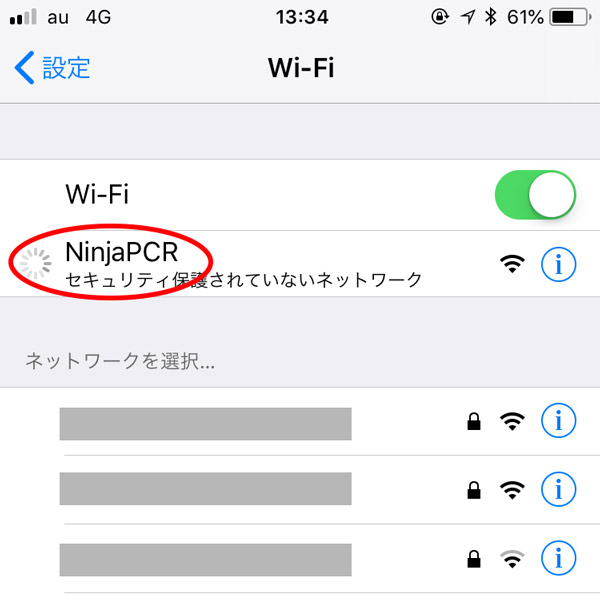 au 4G 13:34 61%
設定 Wi-Fi
Wi-Fi
NinjaPCR
セキュリティ保護されていないネットワーク
ネットワークを選択...